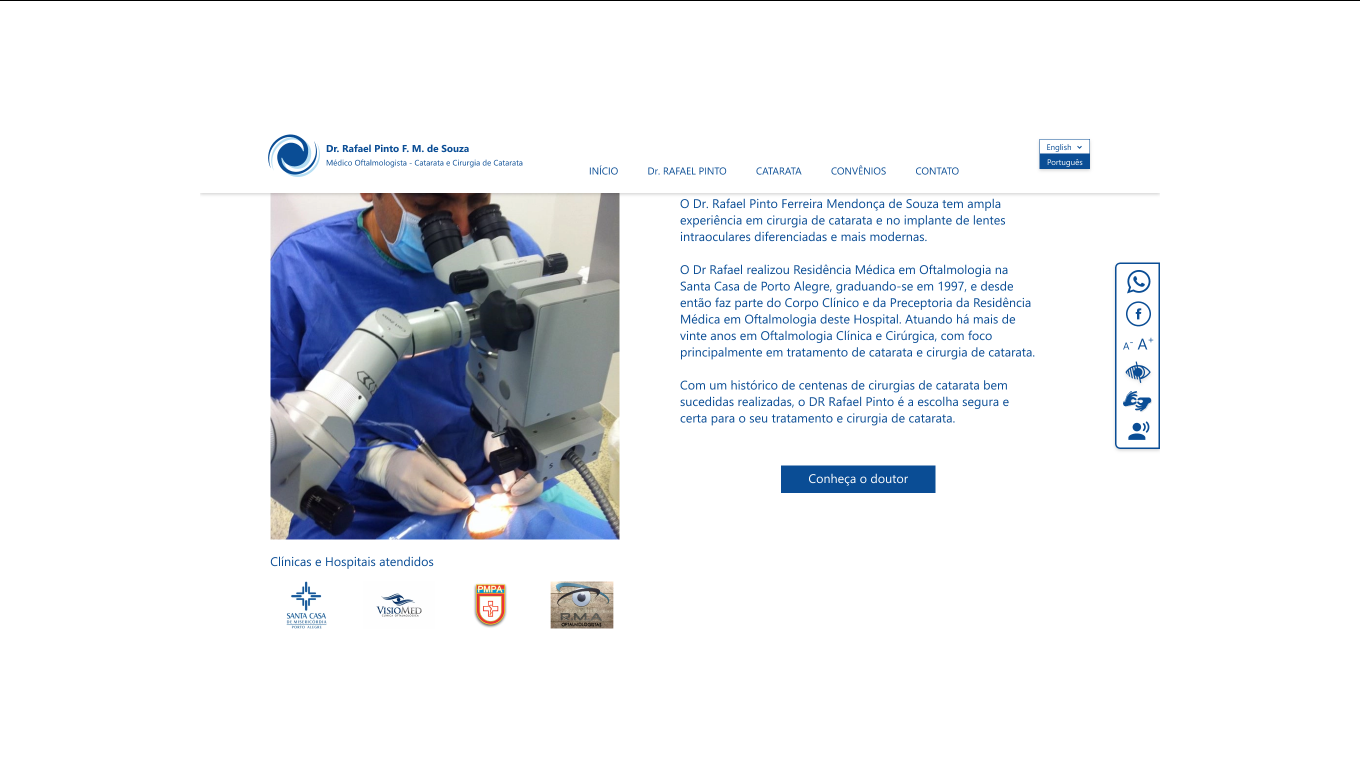 Dr. Rafael Pinto F. M. de Souza
Médico Oftalmologista - Catarata e Cirurgia de Catarata
INÍCIO
Dr. RAFAEL PINTO
CATARATA
CONVÊNIOS
CONTATO
English
Português
O Dr. Rafael Pinto Ferreira Mendonça de Souza tem ampla
experiência em cirurgia de catarata e no implante de lentes
intraoculares diferenciadas e mais modernas.
O Dr Rafael realizou Residência Médica em Oftalmologia na
Santa Casa de Porto Alegre, graduando-se em 1997, e desde
então faz parte do Corpo Clínico e da Preceptoria da Residência
Médica em Oftalmologia deste Hospital. Atuando há mais de
vinte anos em Oftalmologia Clínica e Cirúrgica, com foco
principalmente em tratamento de catarata e cirurgia de catarata.
Com um histórico de centenas de cirurgias de catarata bem
sucedidas realizadas, o DR Rafael Pinto é a escolha segura e
certa para o seu tratamento e cirurgia de catarata.
Conheça o doutor
A- A+
Clínicas e Hospitais atendidos
SANTA CASA
DE MISERICÓRDIA
PORTO ALEGRE
VISIOMED
PMPA
R.M.A
OFTALMOLOGISTAS